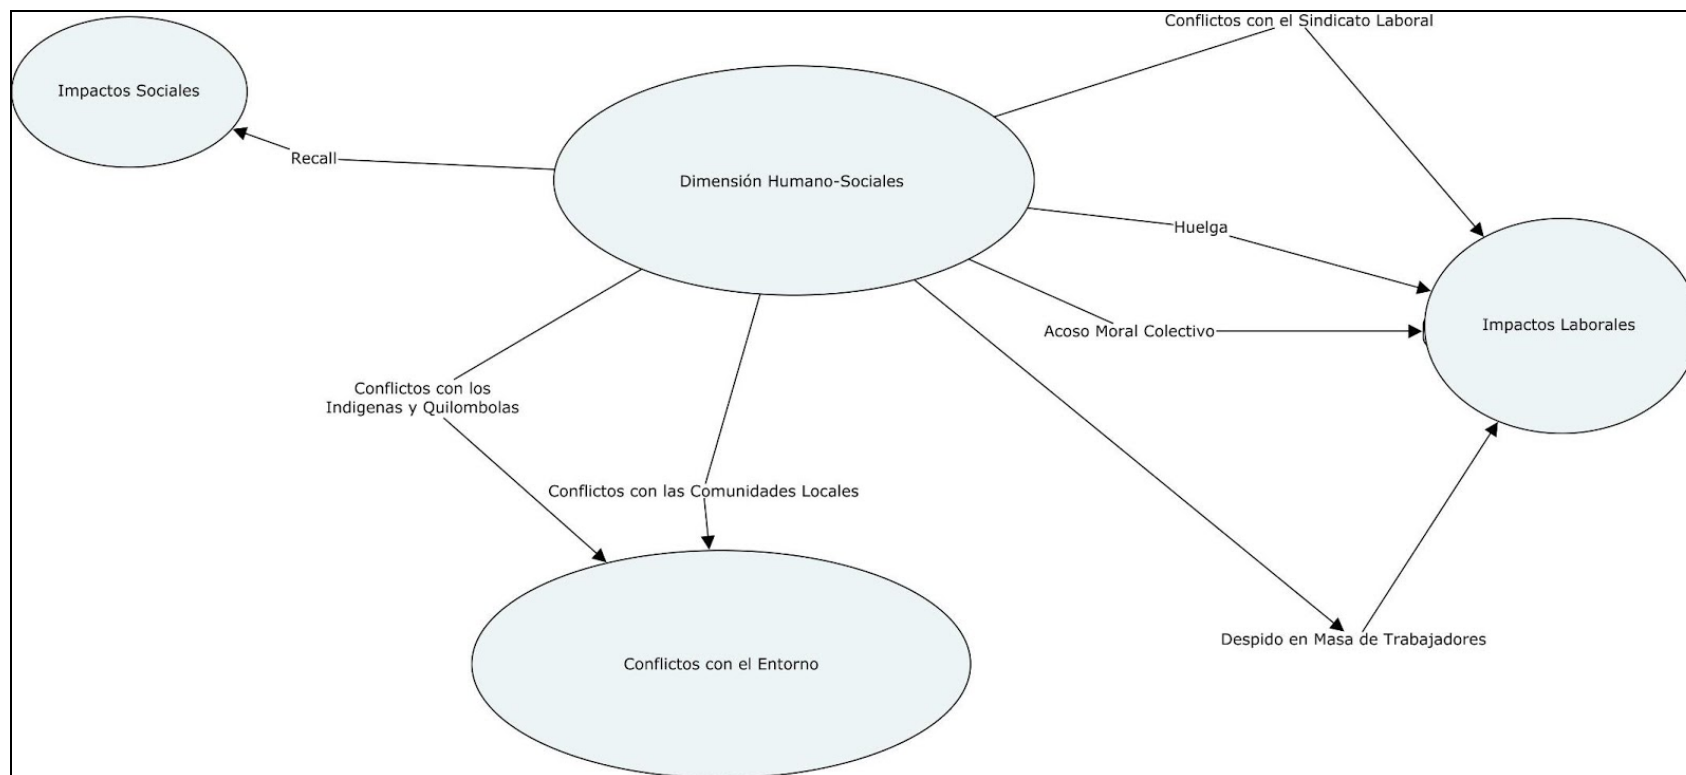 Conflictos con el Sindicato Laboral
Impactos Sociales
Recall
Dimensión Humano-Sociales
Huelga
Acoso Moral Colectivo
Impactos Laborales
Conflictos con los
Indigenas y Quilombolas
Conflictos con las Comunidades Locales
Despido en Masa de Trabajadores
Conflictos con el Entorno